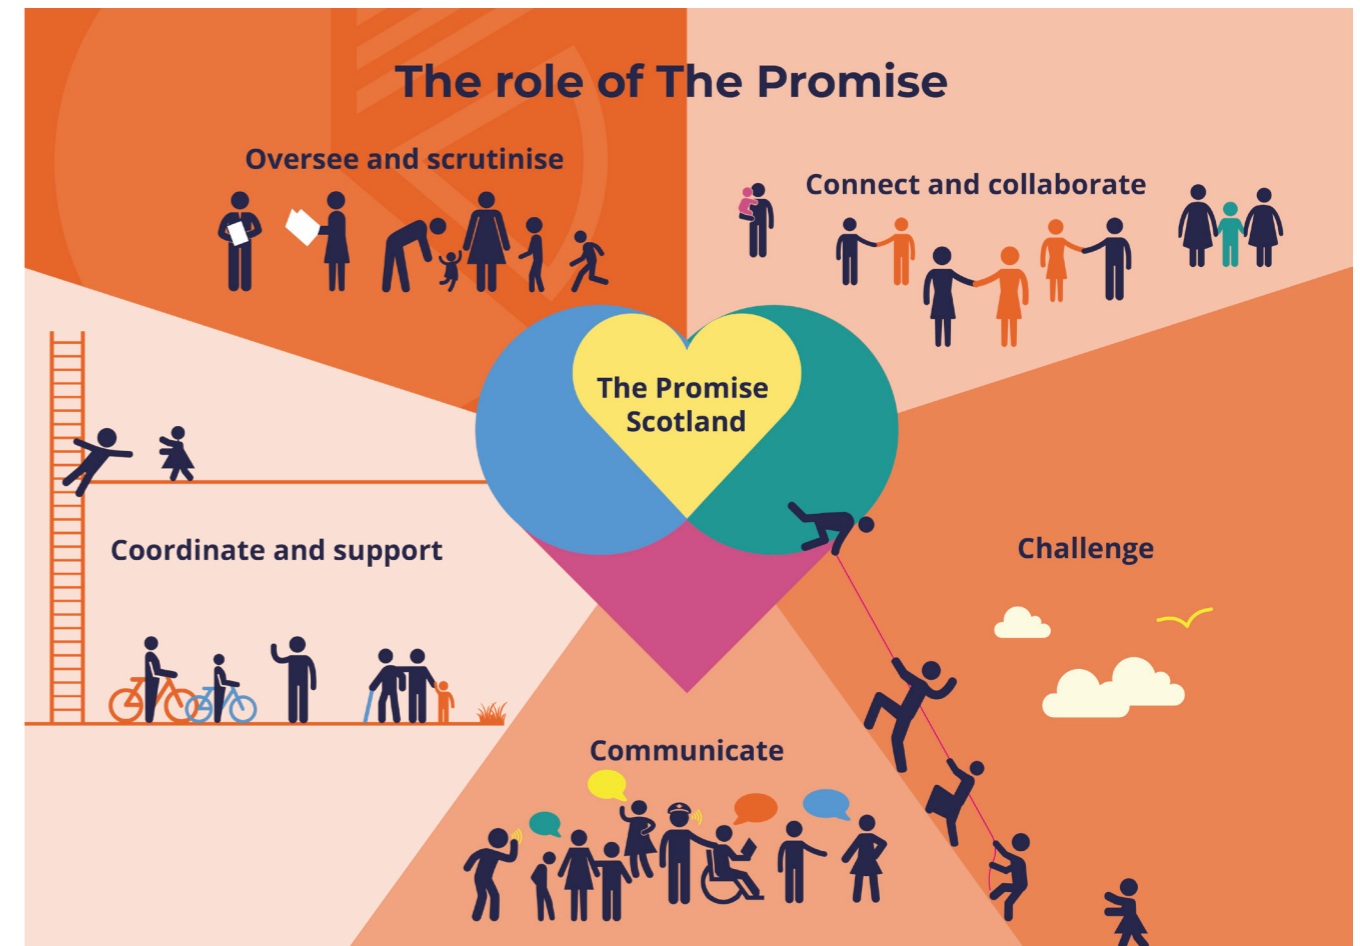 The role of The Promise
Oversee and scrutinise
Connect and collaborate
The Promise
Scotland
Coordinate and support
Challenge
Communicate